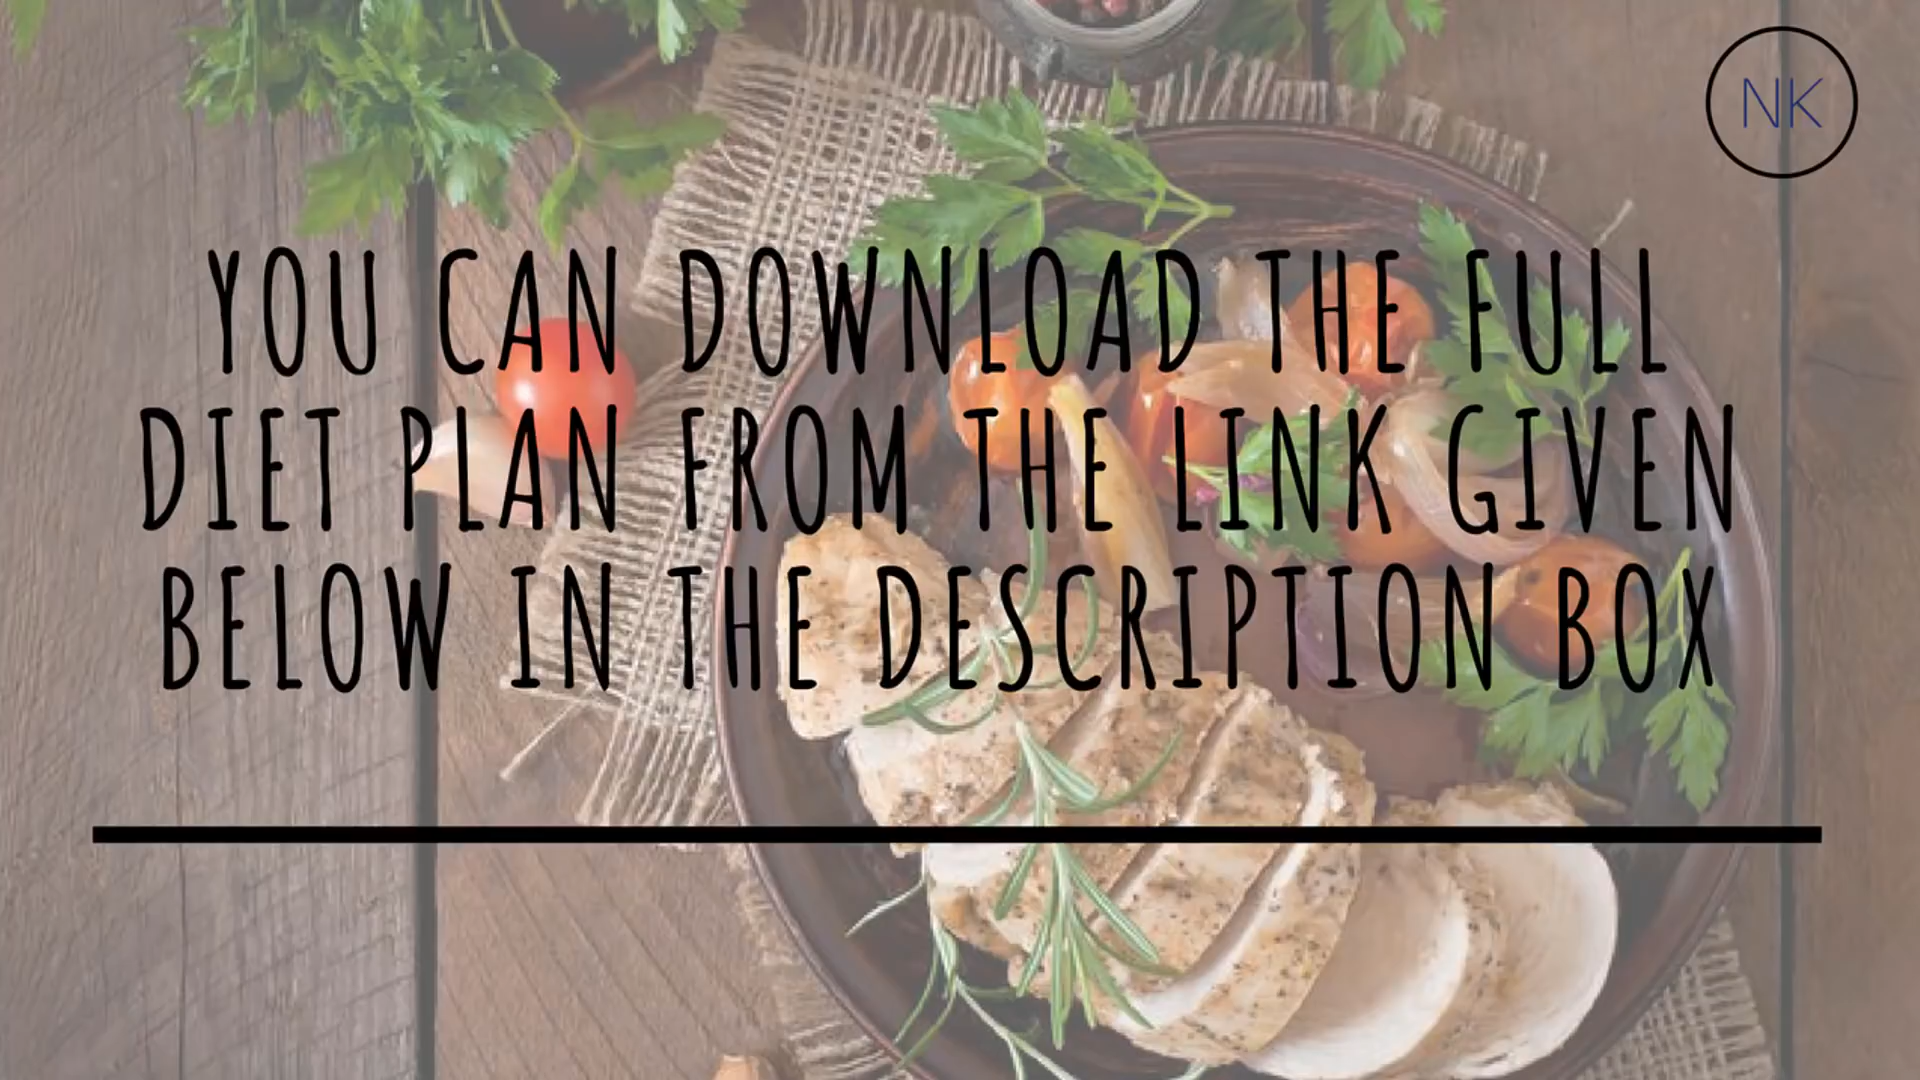 NK
YOU CAN DOWNLOAD THE FULL
DIET PLAN FROM THE LINK GIVEN
BELOW IN THE DESCRIPTION BOX